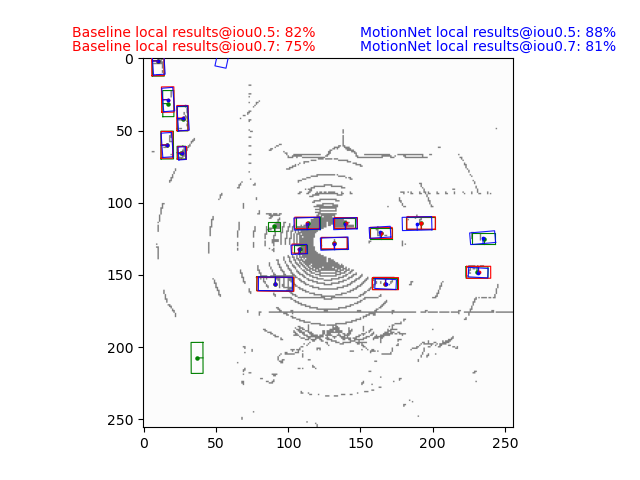 Baseline local results@iou0.5: 82% MotionNet local results@iou0.5: 88%
Baseline local results@iou0.7: 75% MotionNet local results@iou0.7: 81%
0
50
100
150
200
250
0 50 100 150 200 250